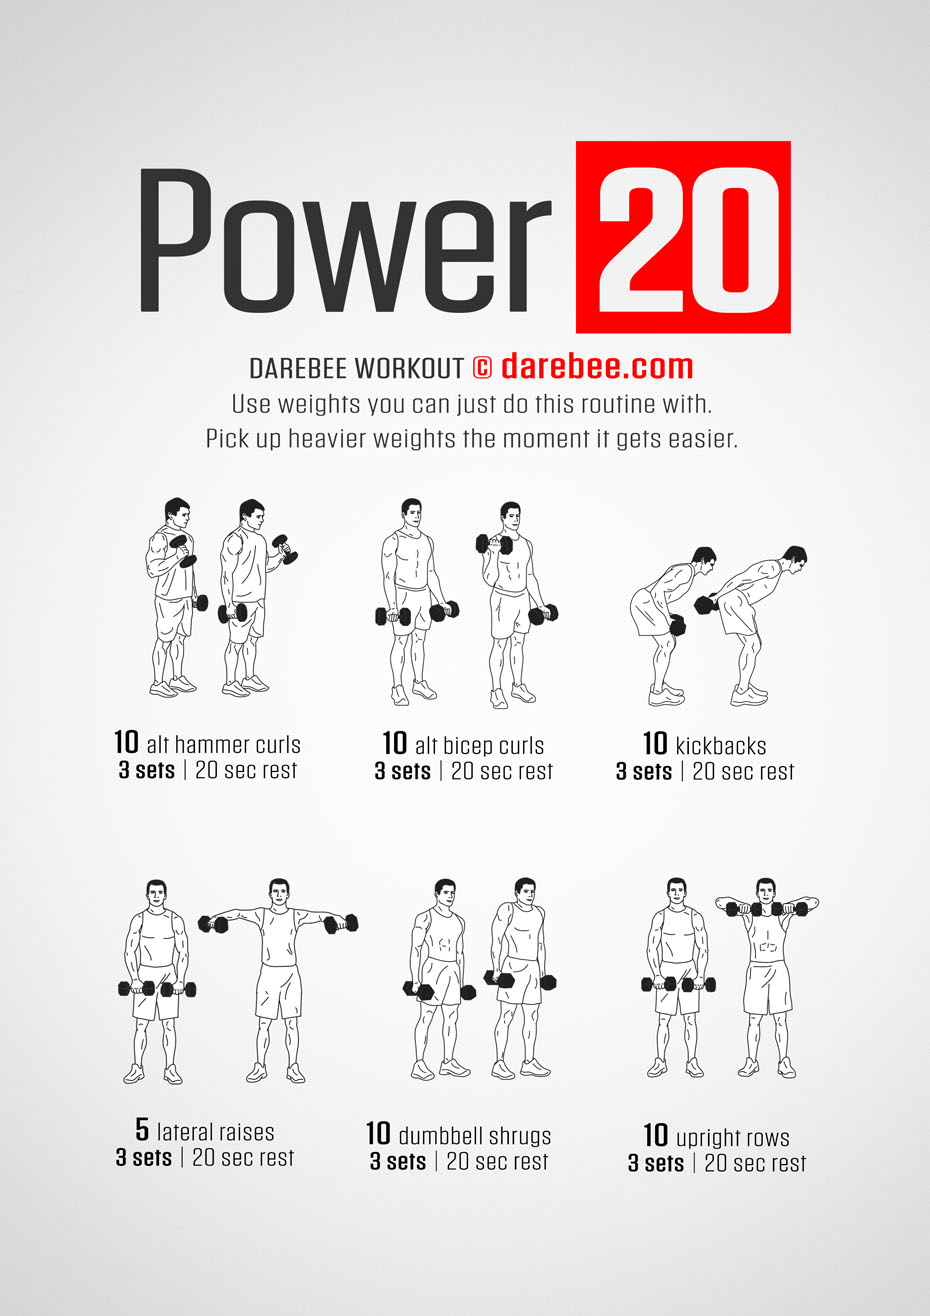 Power 20
DAREBEE WORKOUT © darebee.com
Use weights you can just do this routine with.
Pick up heavier weights the moment it gets easier.
10 alt hammer curls
3 sets | 20 sec rest
10 alt bicep curls
3 sets | 20 sec rest
10 kickbacks
3 sets | 20 sec rest
5 lateral raises
3 sets | 20 sec rest
10 dumbbell shrugs
3 sets | 20 sec rest
10 upright rows
3 sets | 20 sec rest